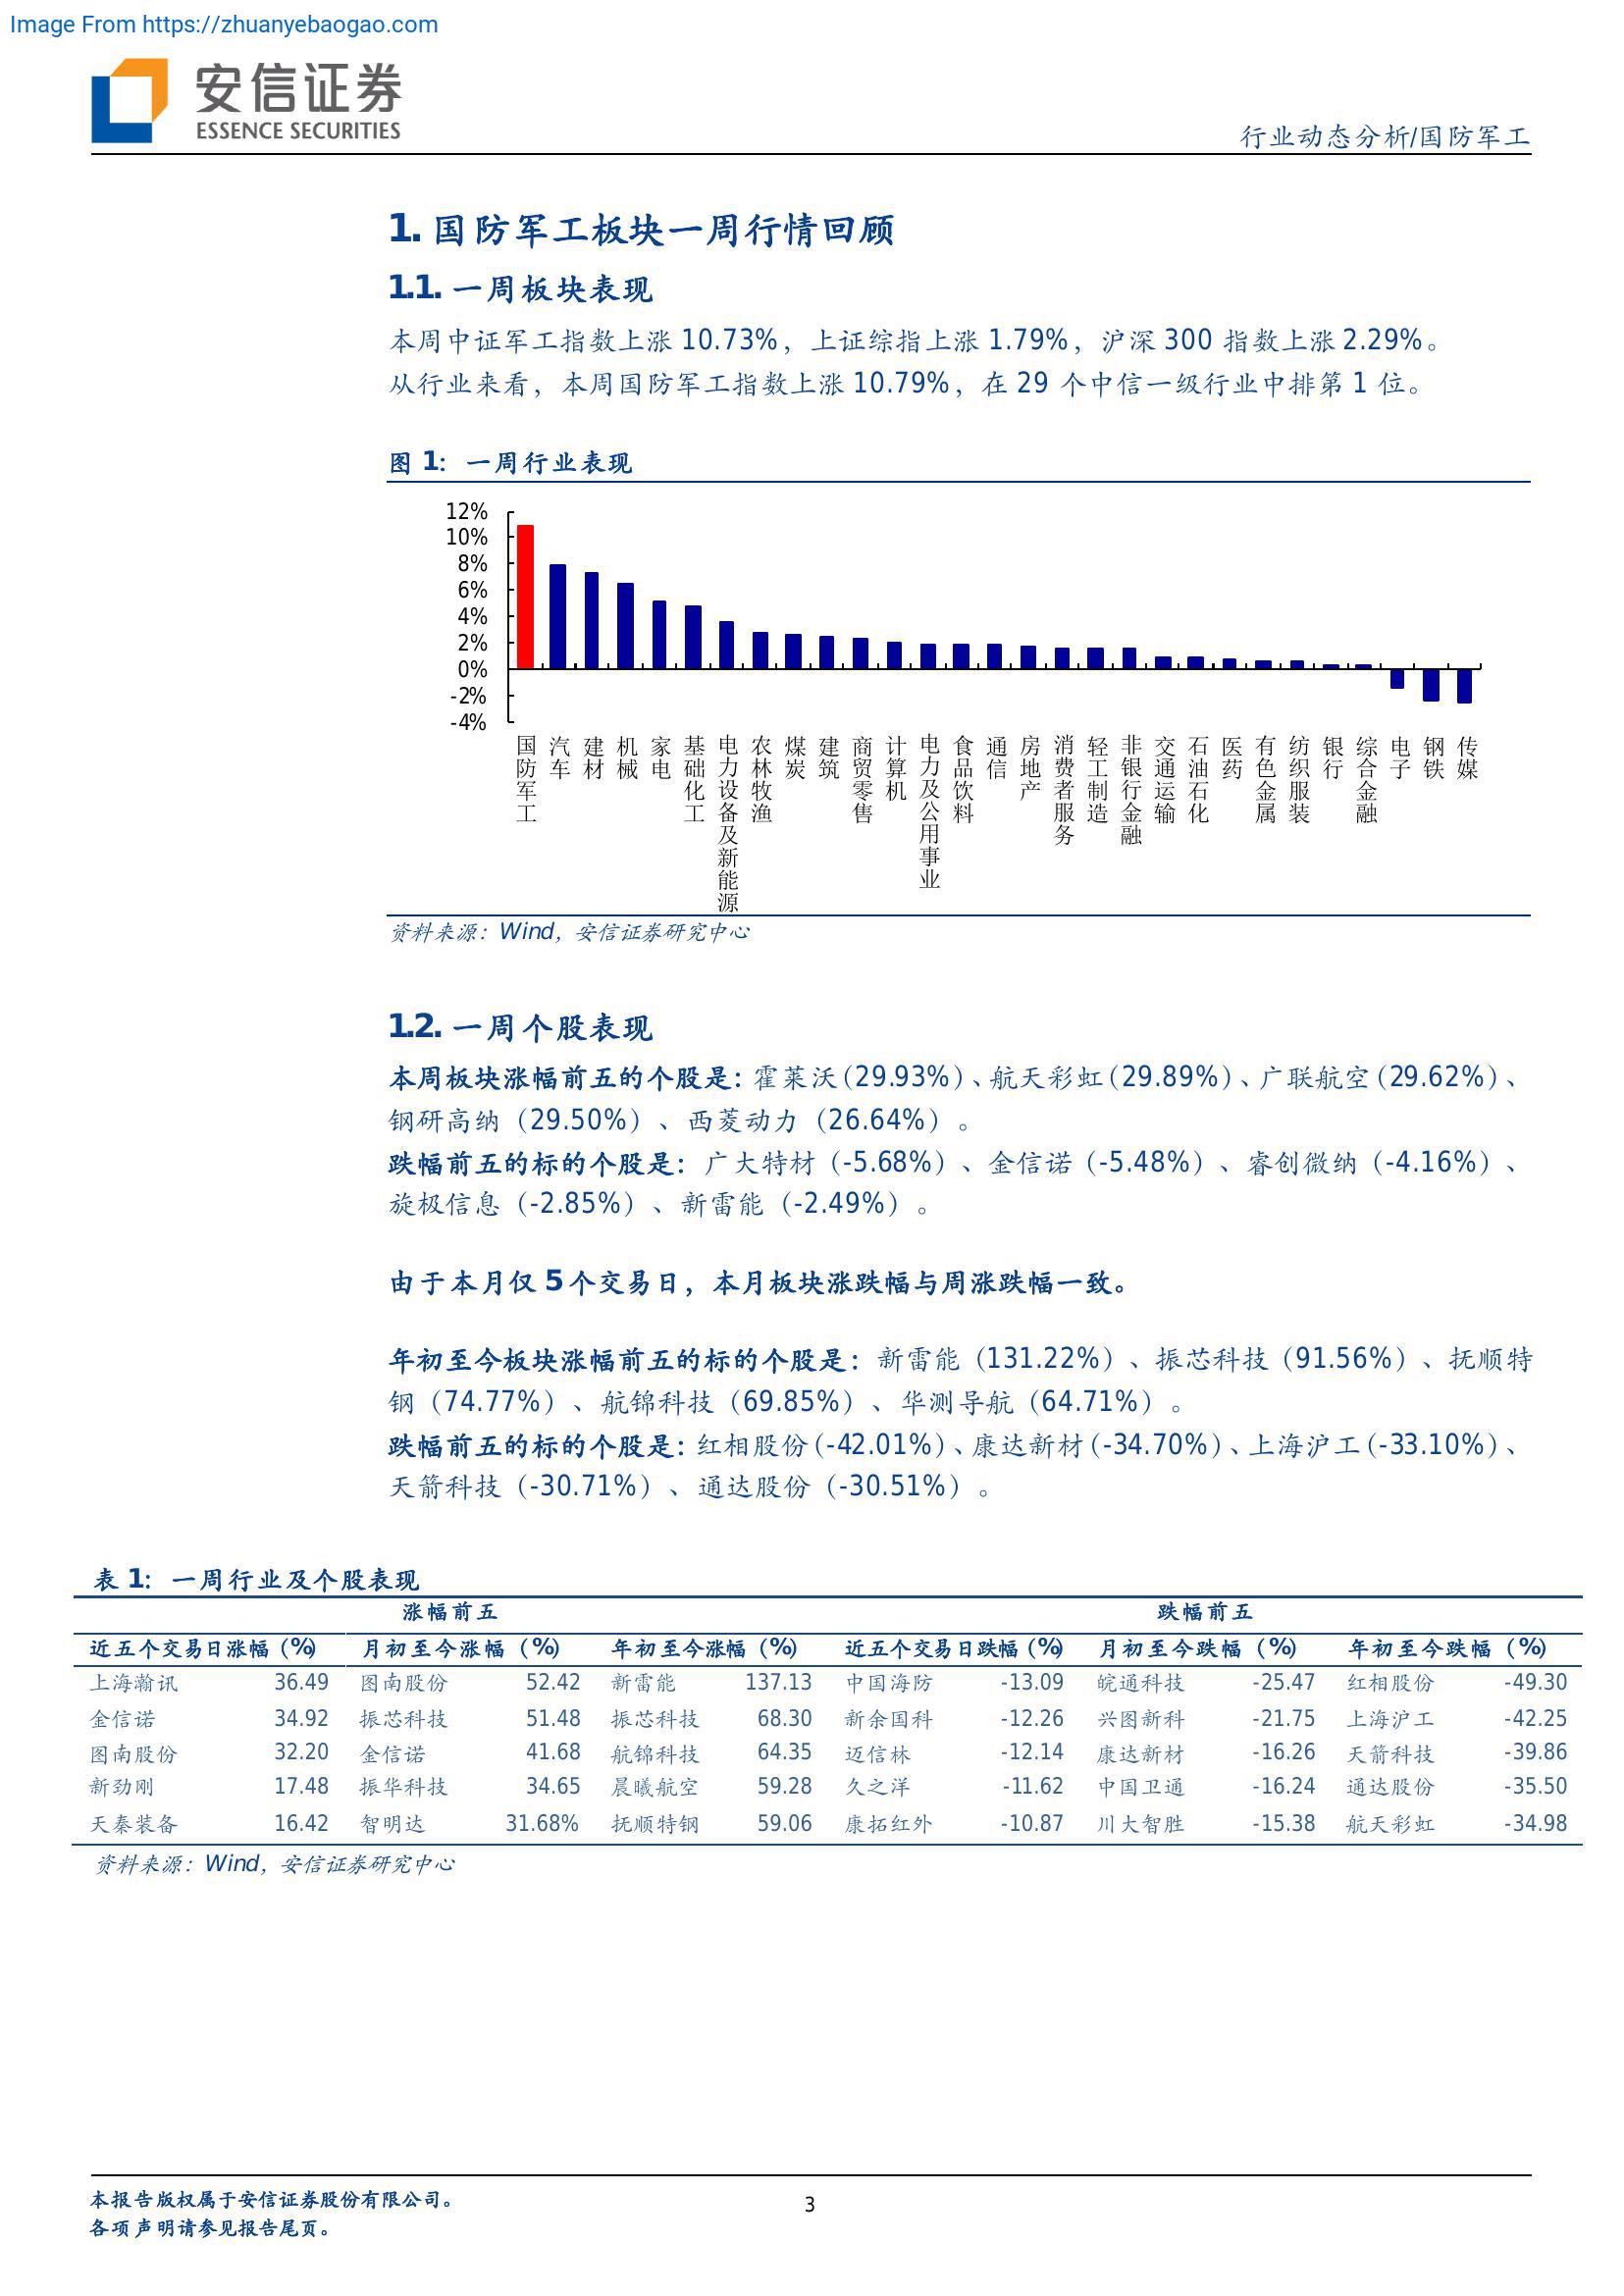 Image From https://zhuanyebaogao.com
安信证券
ESSENCE SECURITIES
行业动态分析/国防军工
1. 国防军工板块一周行情回顾
1.1. 一周板块表现
本周中证军工指数上涨 10.73%，上证综指上涨 1.79%，沪深 300 指数上涨 2.29%。
从行业来看，本周国防军工指数上涨 10.79%，在 29 个中信一级行业中排第 1 位。
图 1：一周行业表现
12%
10%
8%
6%
4%
2%
0%
-2%
-4%
国防军工
汽车
建材
机械
家电
基础化工
电力设备及新能源
农林牧渔
煤炭
建筑
商贸零售
计算机
电力及公用事业
食品饮料
通信
房地产
消费者服务
轻工制造
非银行金融
交通运输
石油石化
医药
有色金属
纺织服装
银行
综合金融
电子
钢铁
传媒
资料来源：Wind，安信证券研究中心
1.2. 一周个股表现
本周板块涨幅前五的个股是：霍莱沃（29.93%）、航天彩虹（29.89%）、广联航空（29.62%）、
钢研高纳（29.50%）、西菱动力（26.64%）。
跌幅前五的标的个股是：广大特材（-5.68%）、金信诺（-5.48%）、睿创微纳（-4.16%）、
旋极信息（-2.85%）、新雷能（-2.49%）。
由于本月仅 5 个交易日，本月板块涨跌幅与周涨跌幅一致。
年初至今板块涨幅前五的标的个股是：新雷能（131.22%）、振芯科技（91.56%）、抚顺特
钢（74.77%）、航锦科技（69.85%）、华测导航（64.71%）。
跌幅前五的标的个股是：红相股份（-42.01%）、康达新材（-34.70%）、上海沪工（-33.10%）、
天箭科技（-30.71%）、通达股份（-30.51%）。
表 1：一周行业及个股表现
涨幅前五 跌幅前五
近五个交易日涨幅（%） 月初至今涨幅（%） 年初至今涨幅（%） 近五个交易日跌幅（%） 月初至今跌幅（%） 年初至今跌幅（%）
上海瀚讯 36.49 图南股份 52.42 新雷能 137.13 中国海防 -13.09 皖通科技 -25.47 红相股份 -49.30
金信诺 34.92 振芯科技 51.48 振芯科技 68.30 新余国科 -12.26 兴图新科 -21.75 上海沪工 -42.25
图南股份 32.20 金信诺 41.68 航锦科技 64.35 迈信林 -12.14 康达新材 -16.26 天箭科技 -39.86
新劲刚 17.48 振华科技 34.65 晨曦航空 59.28 久之洋 -11.62 中国卫通 -16.24 通达股份 -35.50
天秦装备 16.42 智明达 31.68% 抚顺特钢 59.06 康拓红外 -10.87 川大智胜 -15.38 航天彩虹 -34.98
资料来源：Wind，安信证券研究中心
本报告版权属于安信证券股份有限公司。
3
各项声明请参见报告尾页。